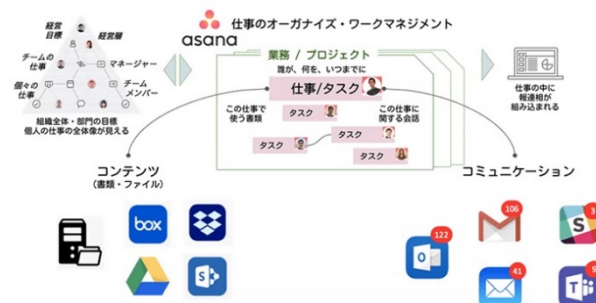 仕事のオーガナイズ・ワークマネジメント
asana
経営
目標
経営層
チームの
仕事
マネージャー
個々の
仕事
チーム
メンバー
組織全体・部門の目標
個人の仕事の全体像が見える
業務 / プロジェクト
誰が、何を、いつまでに
仕事/タスク
この仕事で
使う書類
この仕事に
関する会話
タスク
タスク
タスク
タスク
仕事の中に
報連相が
組み込まれる
コンテンツ
(書類・ファイル)
コミュニケーション
box
S
O
122
106
41
S
3
T
9